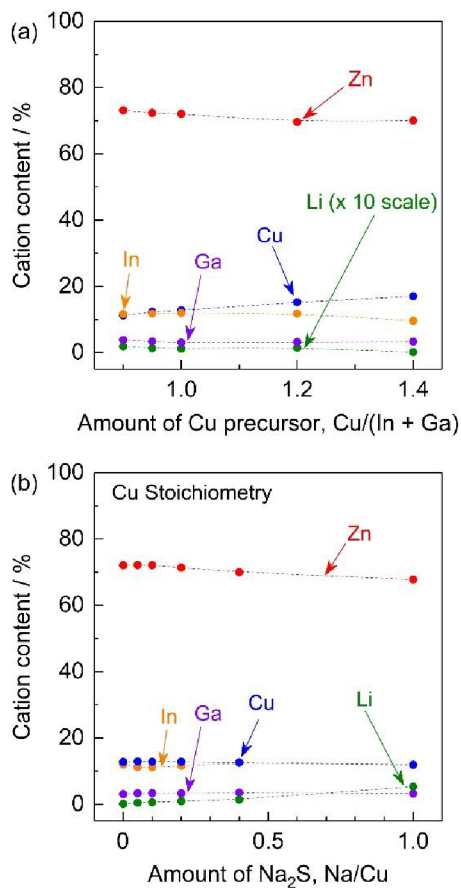 (a)
Cation content / %
100
80
60
40
20
0
Zn
Li (x 10 scale)
Cu
In
Ga
1.0
1.2
1.4
Amount of Cu precursor, Cu/(In + Ga)
(b)
Cation content / %
100
80
60
40
20
0
Cu Stoichiometry
Zn
Li
Cu
Ga
In
0
0.5
1.0
Amount of Na₂S, Na/Cu